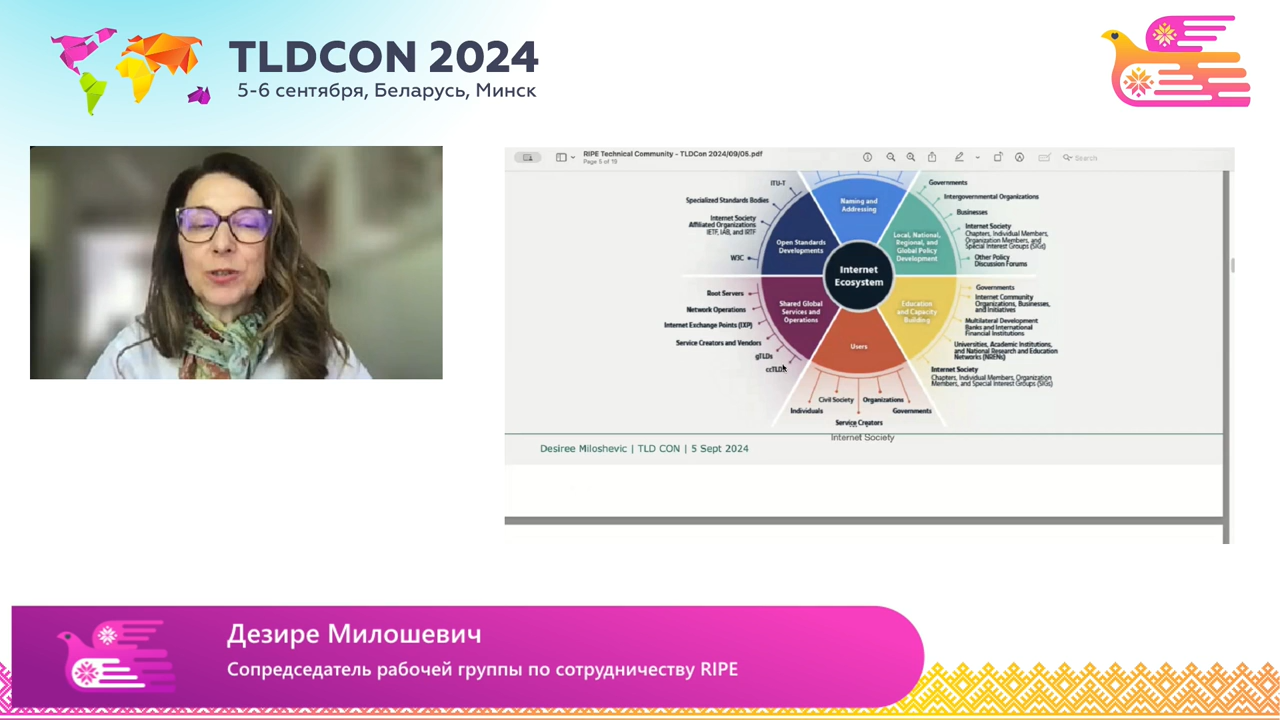 TLDCON 2024
5-6 сентября, Беларусь, Минск
RIPE Technical Community - TLDCon 2024/09/05.pdf
Page 5 of 19
Search
ITU-T
Specialized Standards Bodies
Internet Society
Affiliated Organizations
IETF, IAB, and IRTF
W3C
Root Servers
Network Operations
Internet Exchange Points (IXP)
Service Creators and Vendors
gTLDs
ccTLDs
Naming and
Addressing
Open Standards
Developments
Local, National,
Regional, and
Global Policy
Development
Internet
Ecosystem
Shared Global
Services and
Operations
Education
and Capacity
Building
Users
Governments
Intergovernmental Organizations
Businesses
Internet Society
Chapters, Individual Members,
Organization Members, and
Special Interest Groups (SIGs)
Other Policy
Discussion Forums
Governments
Internet Community
Organizations, Businesses,
and Initiatives
Multilateral Development
Banks and International
Financial Institutions
Universities, Academic Institutions,
and National Research and Education
Networks (NRENs)
Internet Society
Chapters, Individual Members, Organization
Members, and Special Interest Groups (SIGs)
Civil Society
Organizations
Individuals
Governments
Service Creators
Internet Society
Desiree Miloshevic | TLD CON | 5 Sept 2024
Дезире Милошевич
Сопредседатель рабочей группы по сотрудничеству RIPE